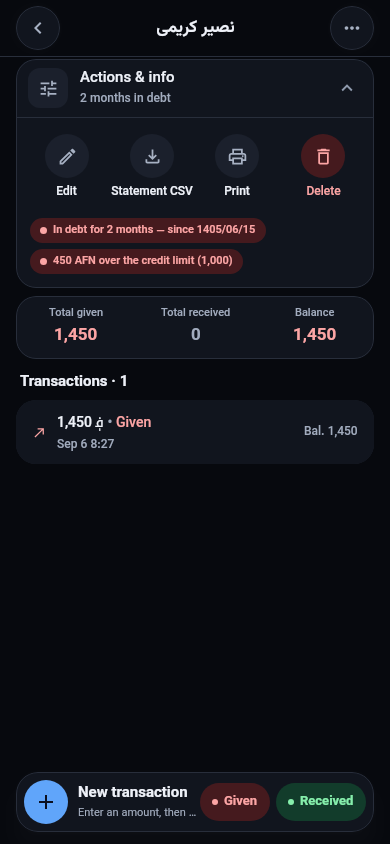 نصیر کریمی
Actions & info
2 months in debt
Edit
Statement CSV
Print
Delete
In debt for 2 months — since 1405/06/15
450 AFN over the credit limit (1,000)
Total given
Total received
Balance
1,450
0
1,450
Transactions · 1
1,450 ؋ • Given
Sep 6 8:27
Bal. 1,450
New transaction
Enter an amount, then …
Given
Received